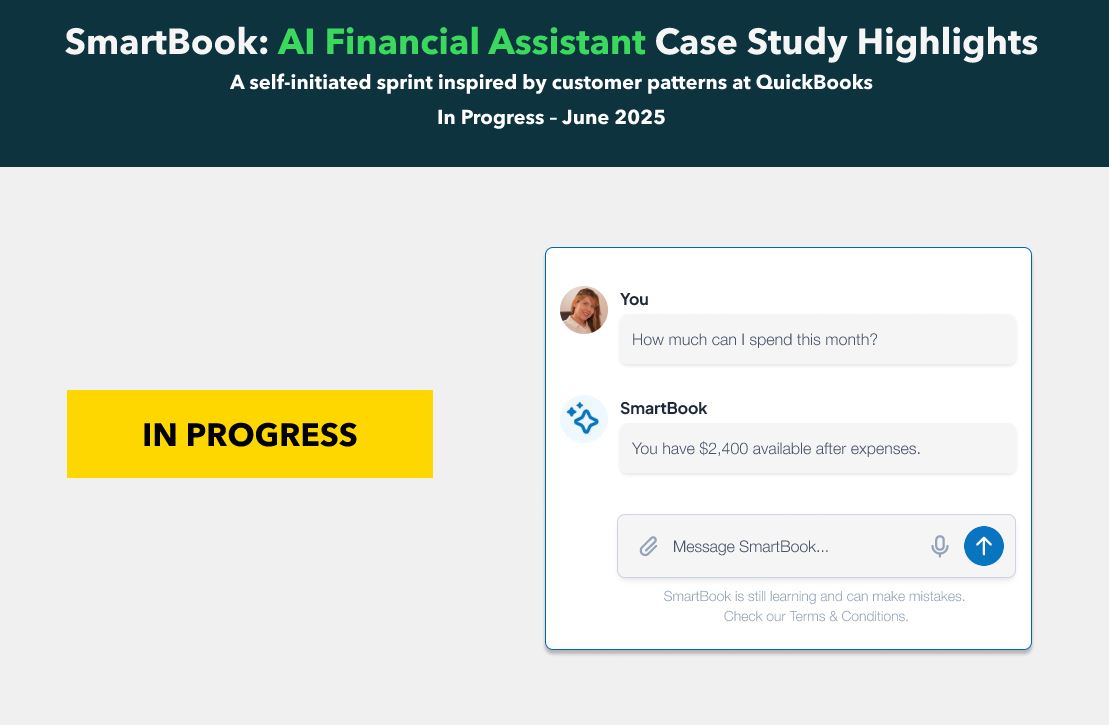 SmartBook: AI Financial Assistant Case Study Highlights
A self-initiated sprint inspired by customer patterns at QuickBooks
In Progress – June 2025
IN PROGRESS
You
How much can I spend this month?
SmartBook
You have $2,400 available after expenses.
Message SmartBook...
SmartBook is still learning and can make mistakes.
Check our Terms & Conditions.